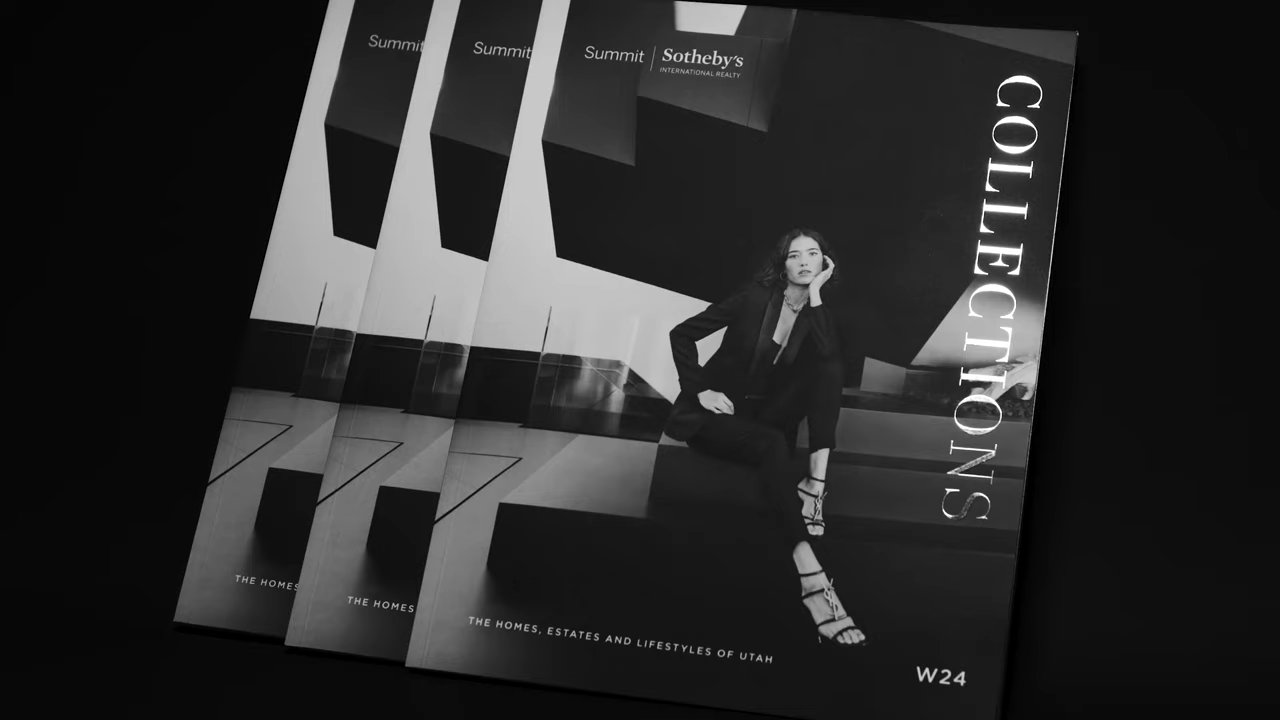 Summit
Summit
Summit | Sotheby's
INTERNATIONAL REALTY
COLLECTIONS
THE HOMES
THE HOMES
THE HOMES, ESTATES AND LIFESTYLES OF UTAH
W24